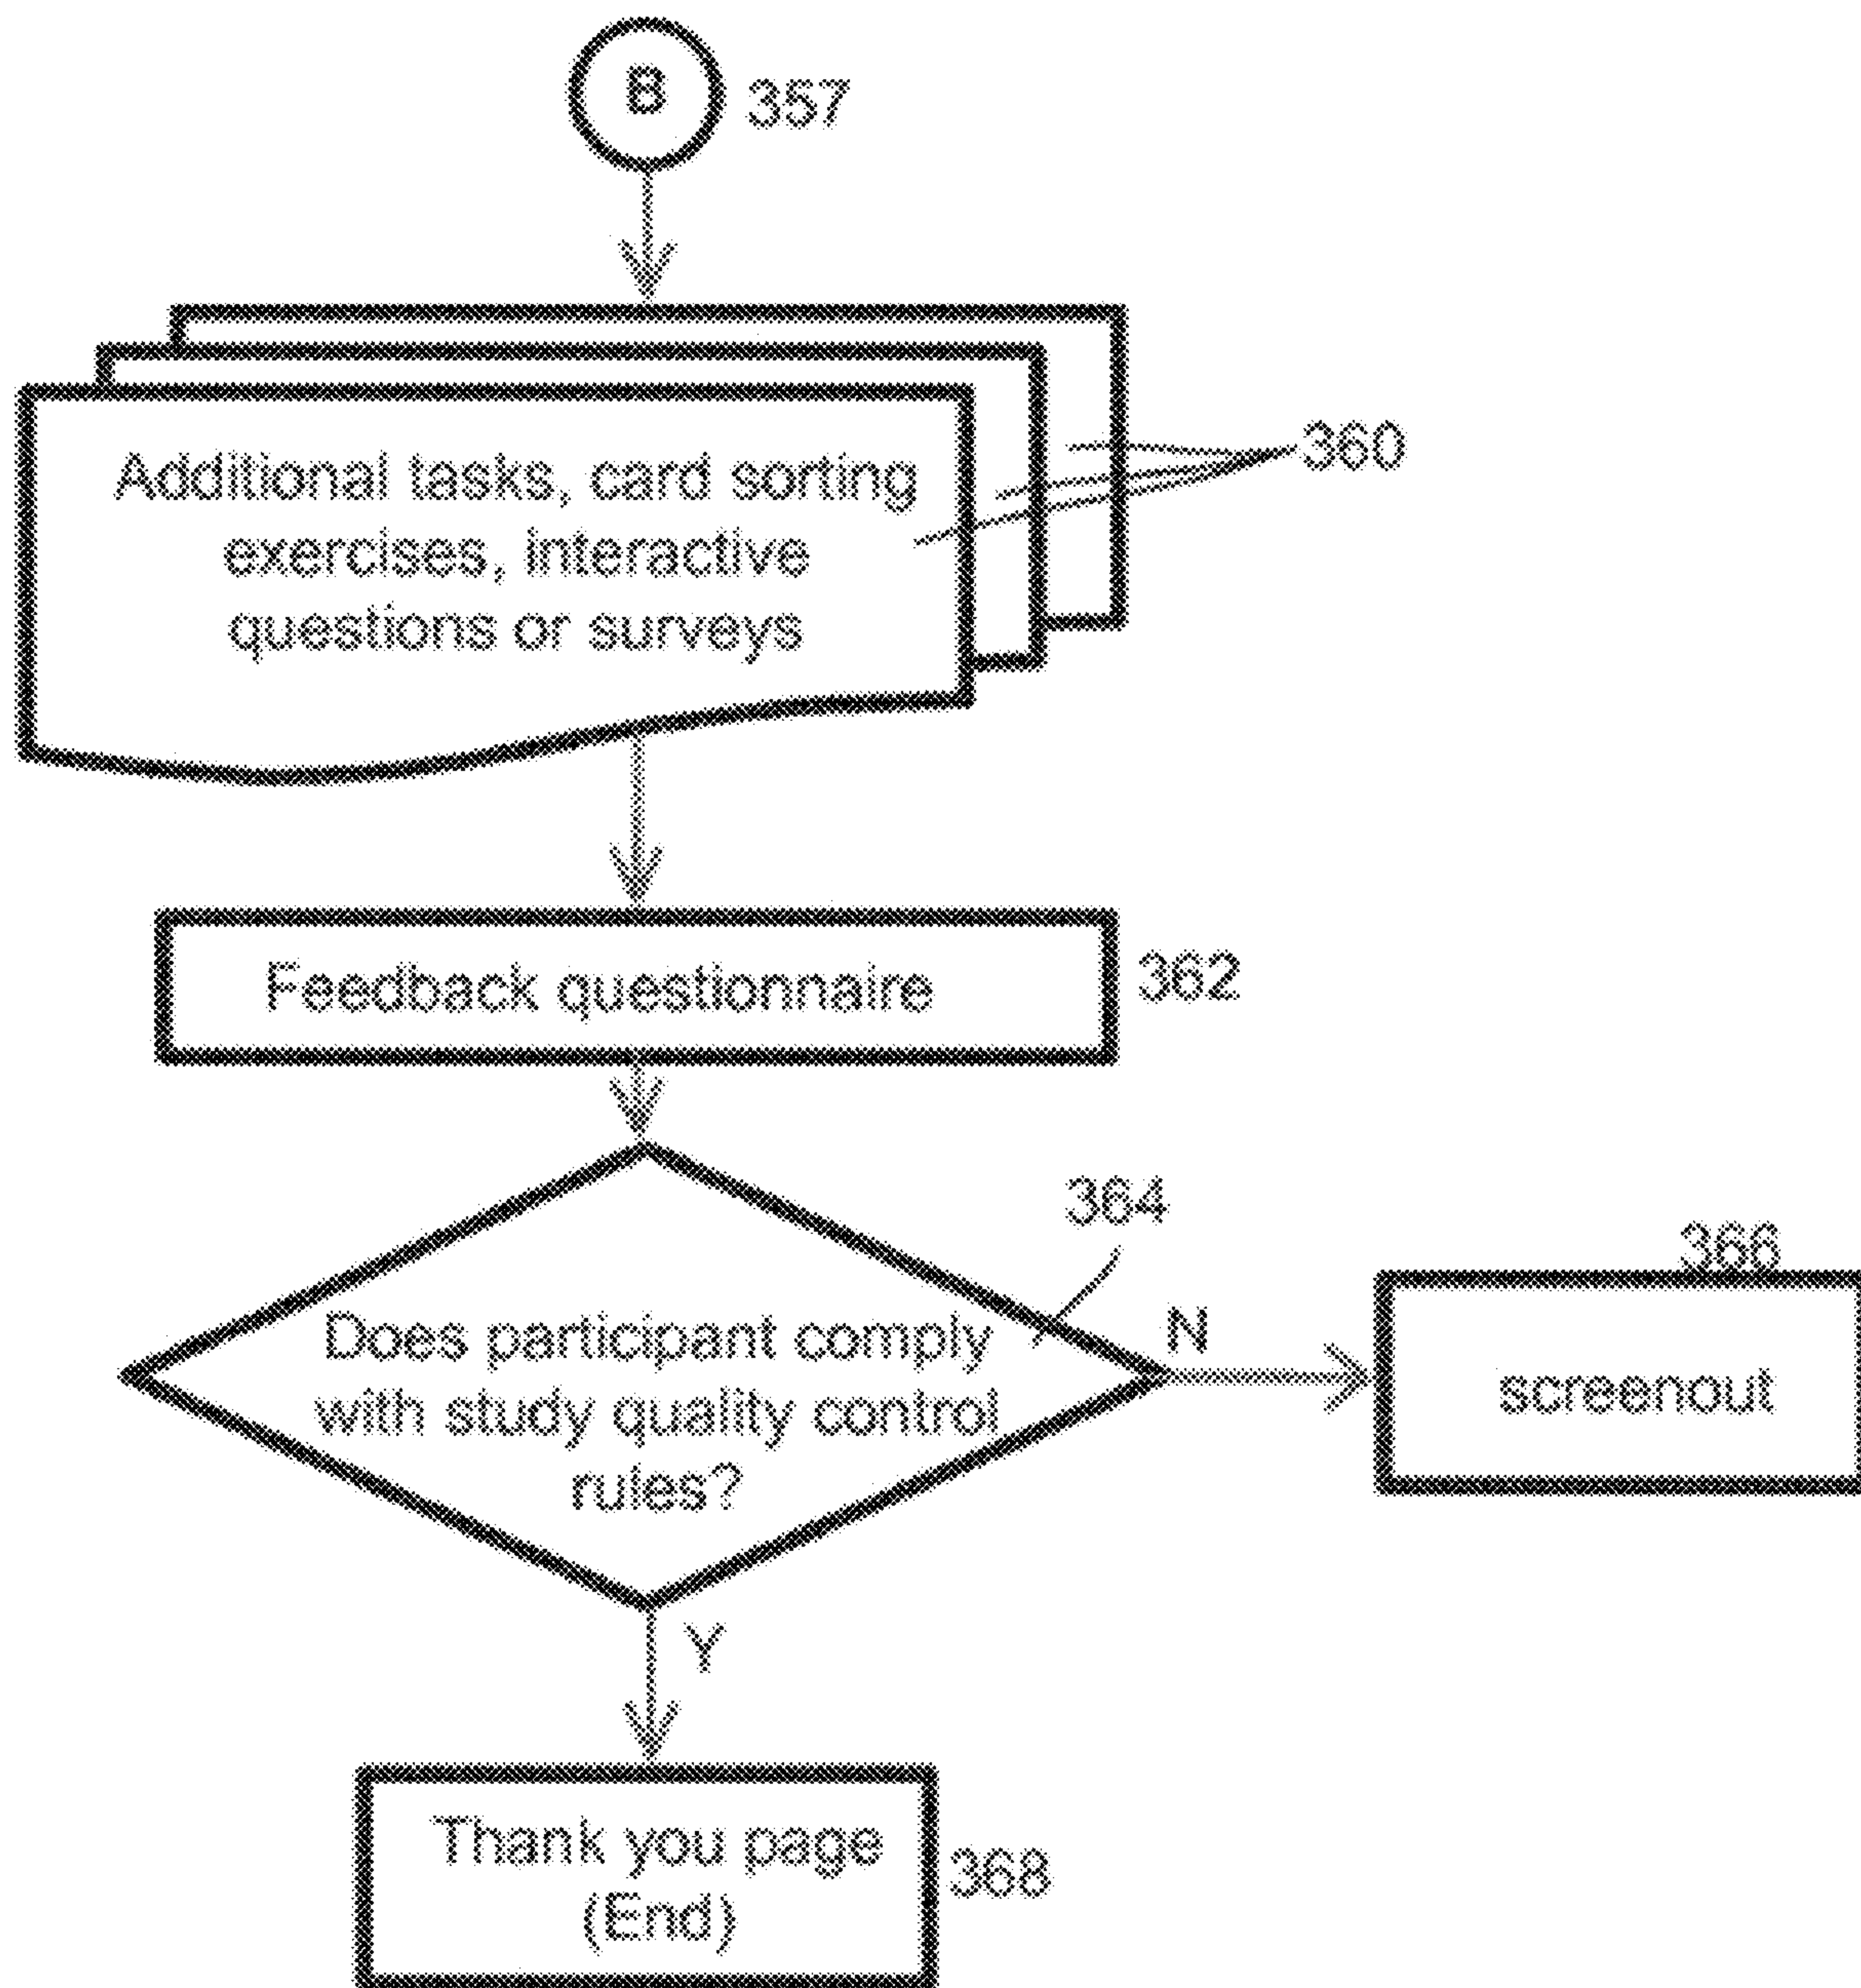 B
357
Additional tasks, card sorting
exercises, interactive
questions or surveys
360
Feedback questionnaire
362
364
Does participant comply
with study quality control
rules?
N
366
screenout
Y
Thank you page
(End)
368